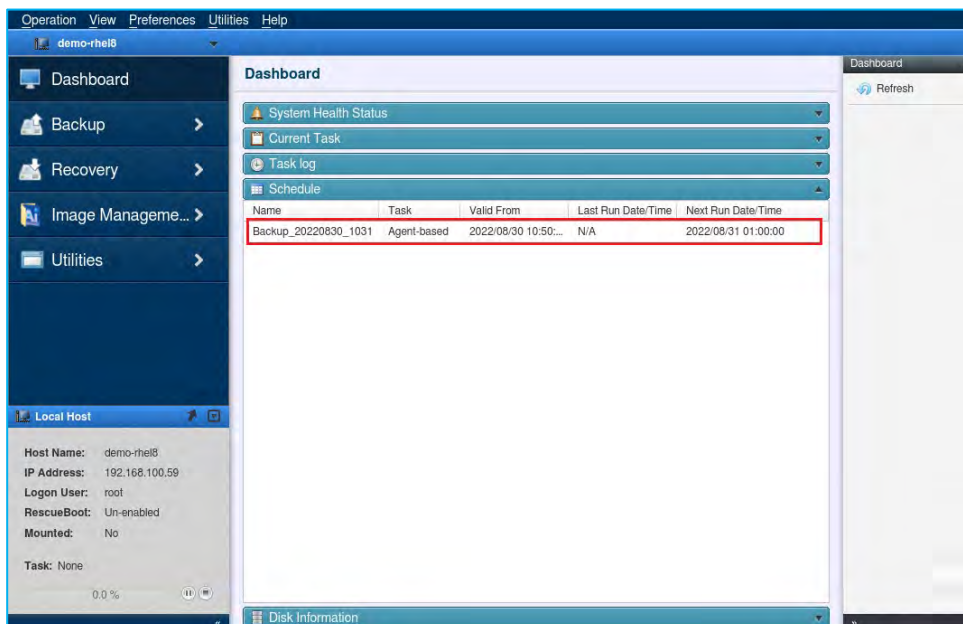 Operation View Preferences Utilities Help
demo-rhel8
Dashboard
Backup
Recovery
Image Manageme...
Utilities
Local Host
Host Name: demo-rhel8
IP Address: 192.168.100.59
Logon User: root
RescueBoot: Un-enabled
Mounted: No
Task: None
0.0 %
Dashboard
System Health Status
Current Task
Task log
Schedule
Name Task Valid From Last Run Date/Time Next Run Date/Time
Backup_20220830_1031 Agent-based 2022/08/30 10:50:... N/A 2022/08/31 01:00:00
Disk Information
Dashboard
Refresh